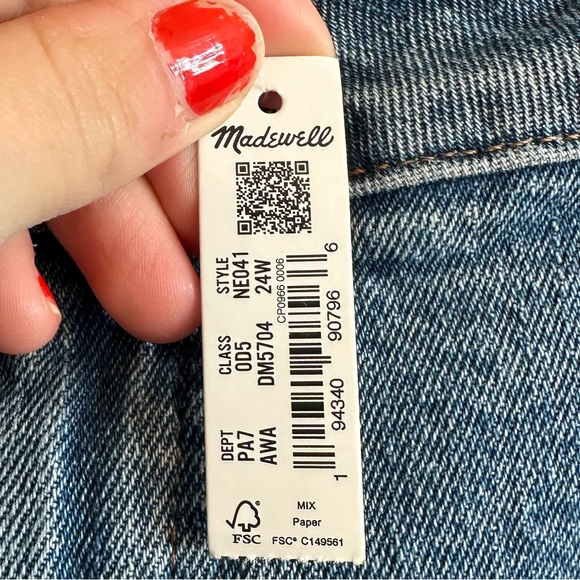 Madewell
DEPT CLASS STYLE
PA7 0D5 NE041
AWA DM5704 24W
CP0966 0006
1 94340 90796 6
FSC®
MIX
Paper
FSC® C149561